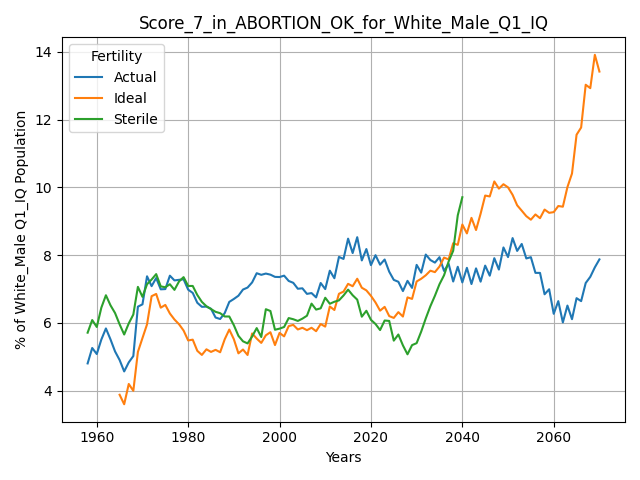 Score_7_in_ABORTION_OK_for_White_Male_Q1_IQ
Fertility
Actual
Ideal
Sterile
% of White_Male Q1_IQ Population
14
12
10
8
6
4
1960
1980
2000
2020
2040
2060
Years